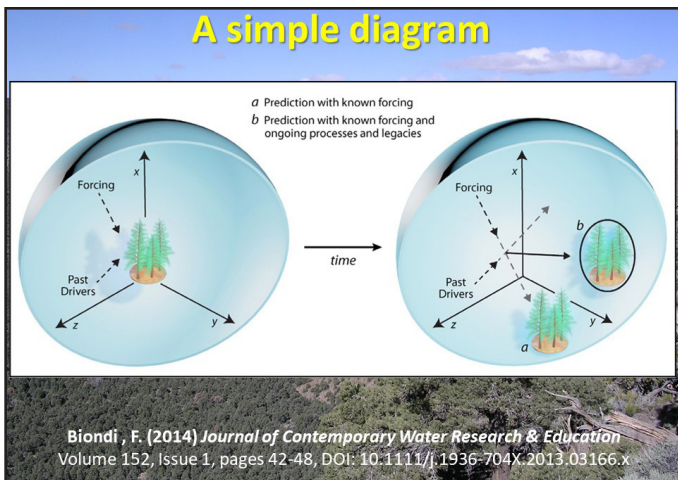 A simple diagram
a Prediction with known forcing
b Prediction with known forcing and
ongoing processes and legacies
x
Forcing
Past
Drivers
z
y
time
x
Forcing
b
Past
Drivers
z
y
a
Biondi , F. (2014) Journal of Contemporary Water Research & Education
Volume 152, Issue 1, pages 42-48, DOI: 10.1111/j.1936-704X.2013.03166.x